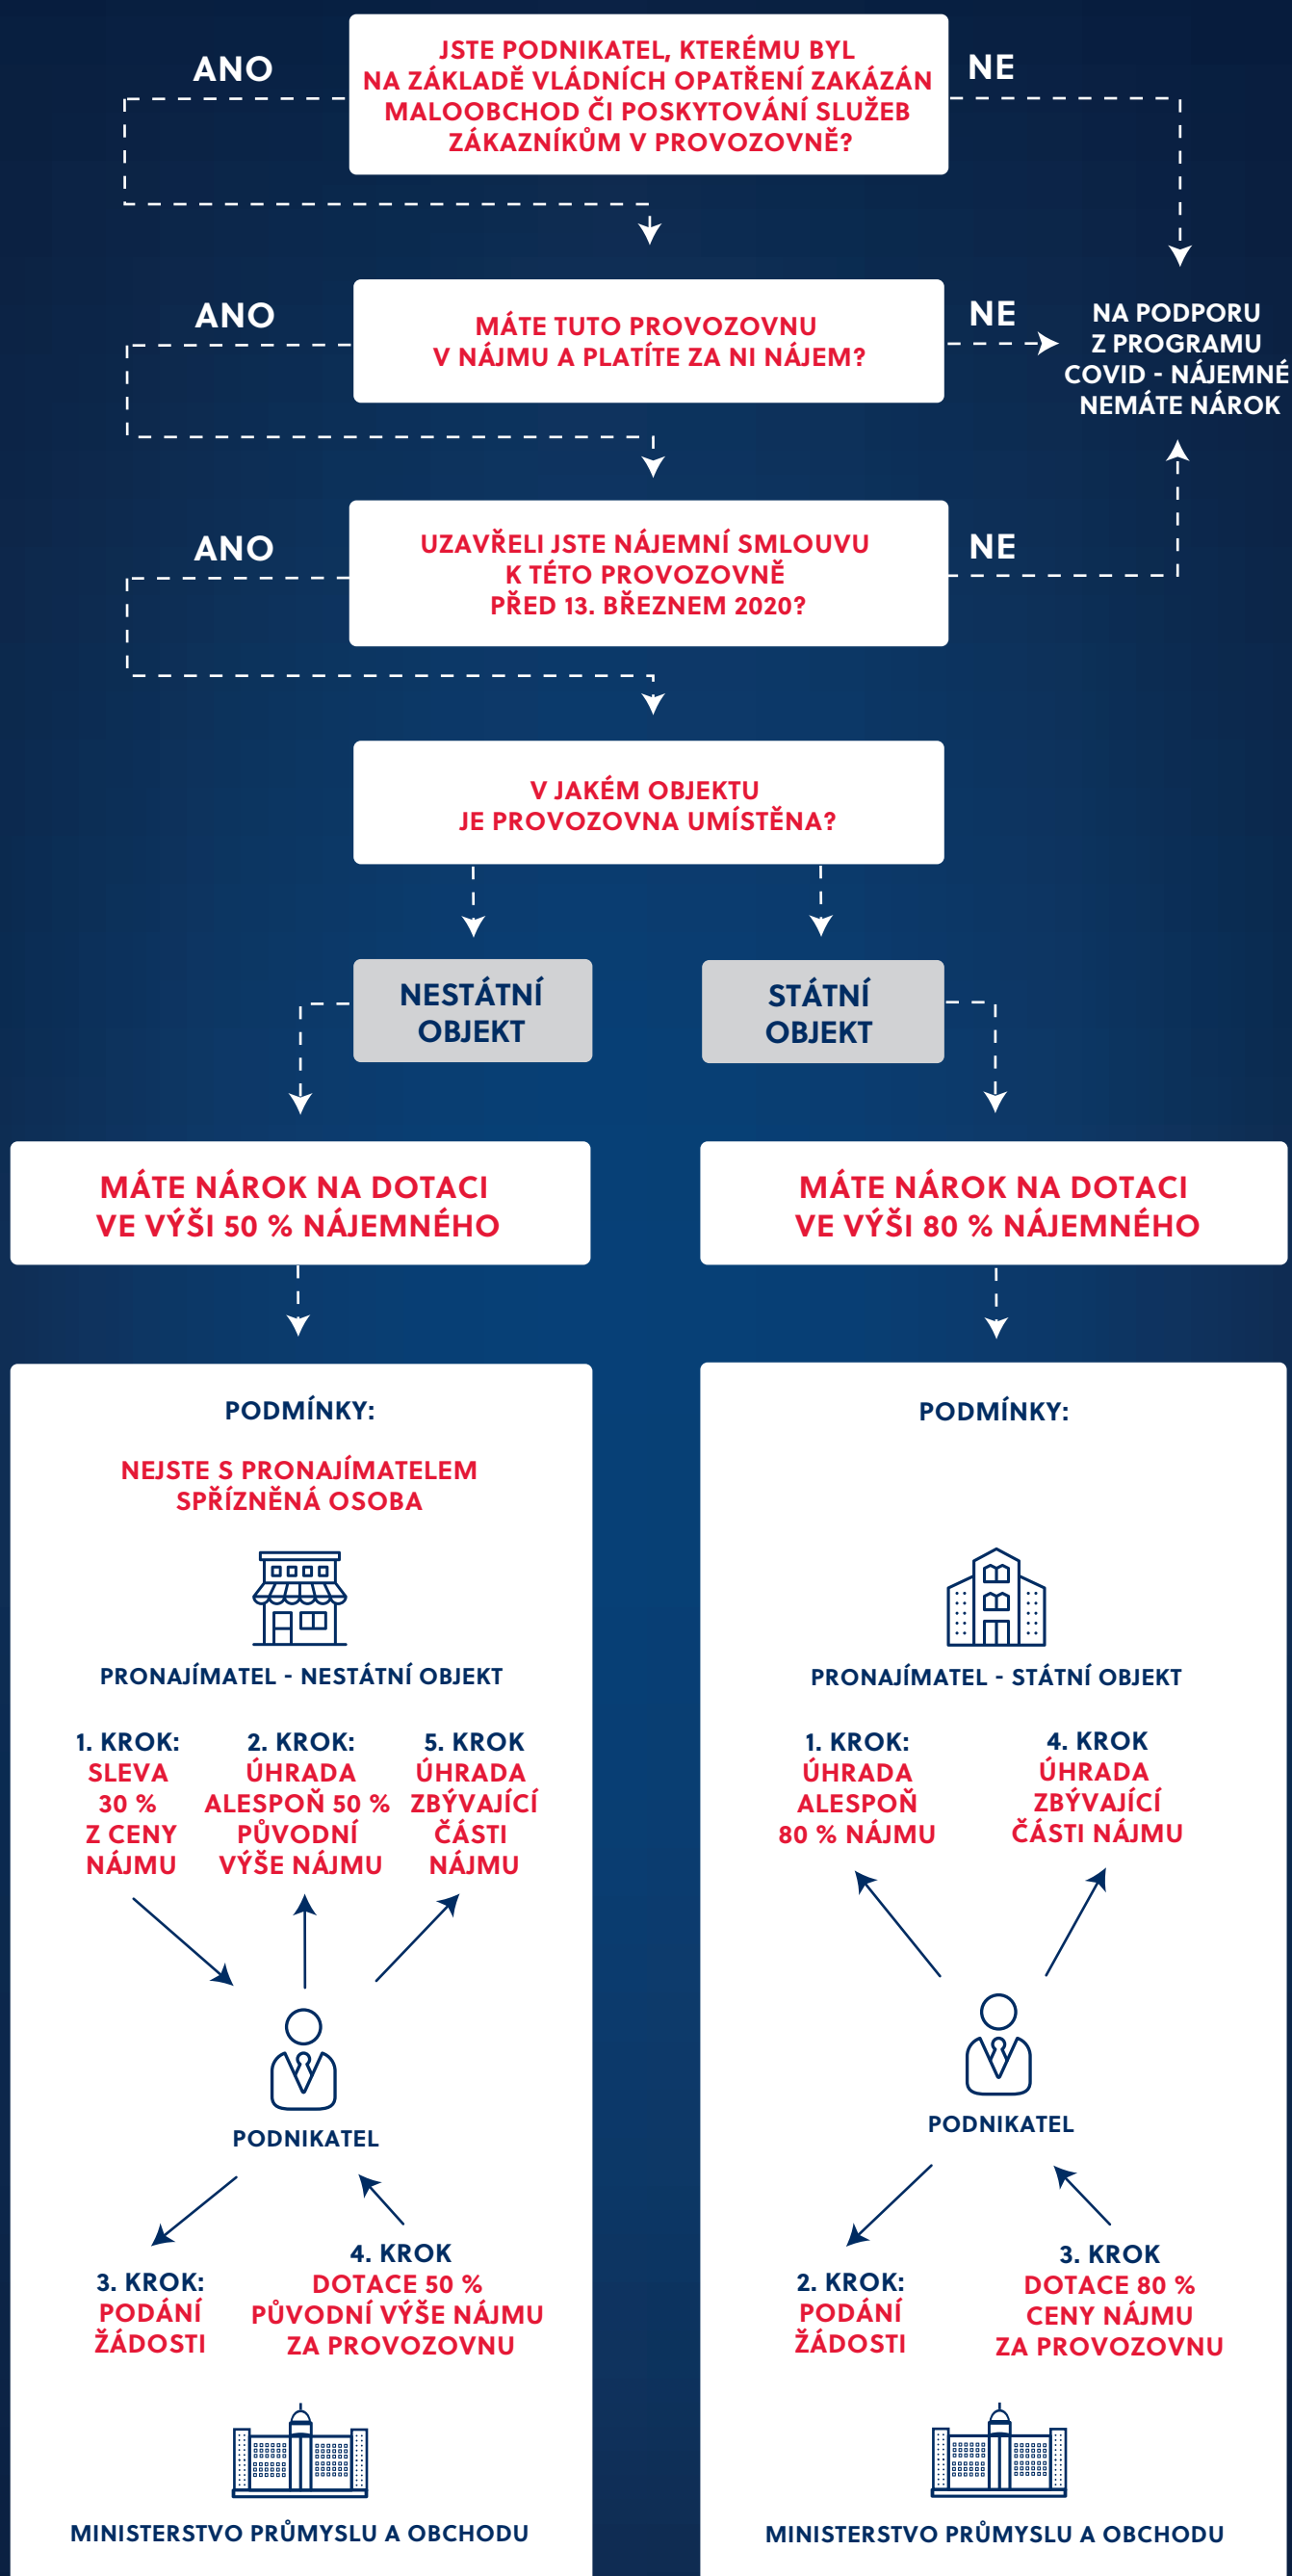 JSTE PODNIKATEL, KTERÉMU BYL
NA ZÁKLADĚ VLÁDNÍCH OPATŘENÍ ZAKÁZÁN
MALOOBCHOD ČI POSKYTOVÁNÍ SLUŽEB
ZÁKAZNÍKŮM V PROVOZOVNĚ?
ANO
NE
MÁTE TUTO PROVOZOVNU
V NÁJMU A PLATÍTE ZA NI NÁJEM?
ANO
NE
NA PODPORU
Z PROGRAMU
COVID - NÁJEMNÉ
NEMÁTE NÁROK
UZAVŘELI JSTE NÁJEMNÍ SMLOUVU
K TÉTO PROVOZOVNĚ
PŘED 13. BŘEZNEM 2020?
ANO
NE
V JAKÉM OBJEKTU
JE PROVOZOVNA UMÍSTĚNA?
NESTÁTNÍ
OBJEKT
STÁTNÍ
OBJEKT
MÁTE NÁROK NA DOTACI
VE VÝŠI 50 % NÁJEMNÉHO
MÁTE NÁROK NA DOTACI
VE VÝŠI 80 % NÁJEMNÉHO
PODMÍNKY:
NEJSTE S PRONAJÍMATELEM
SPŘÍZNĚNÁ OSOBA
PRONAJÍMATEL - NESTÁTNÍ OBJEKT
1. KROK:
SLEVA
30 %
Z CENY
NÁJMU
2. KROK:
ÚHRADA
ALESPOŇ 50 %
PŮVODNÍ
VÝŠE NÁJMU
5. KROK
ÚHRADA
ZBÝVAJÍCÍ
ČÁSTI
NÁJMU
PODNIKATEL
3. KROK:
PODÁNÍ
ŽÁDOSTI
4. KROK
DOTACE 50 %
PŮVODNÍ VÝŠE NÁJMU
ZA PROVOZOVNU
MINISTERSTVO PRŮMYSLU A OBCHODU
PODMÍNKY:
PRONAJÍMATEL - STÁTNÍ OBJEKT
1. KROK:
ÚHRADA
ALESPOŇ
80 % NÁJMU
4. KROK
ÚHRADA
ZBÝVAJÍCÍ
ČÁSTI NÁJMU
PODNIKATEL
2. KROK:
PODÁNÍ
ŽÁDOSTI
3. KROK
DOTACE 80 %
CENY NÁJMU
ZA PROVOZOVNU
MINISTERSTVO PRŮMYSLU A OBCHODU